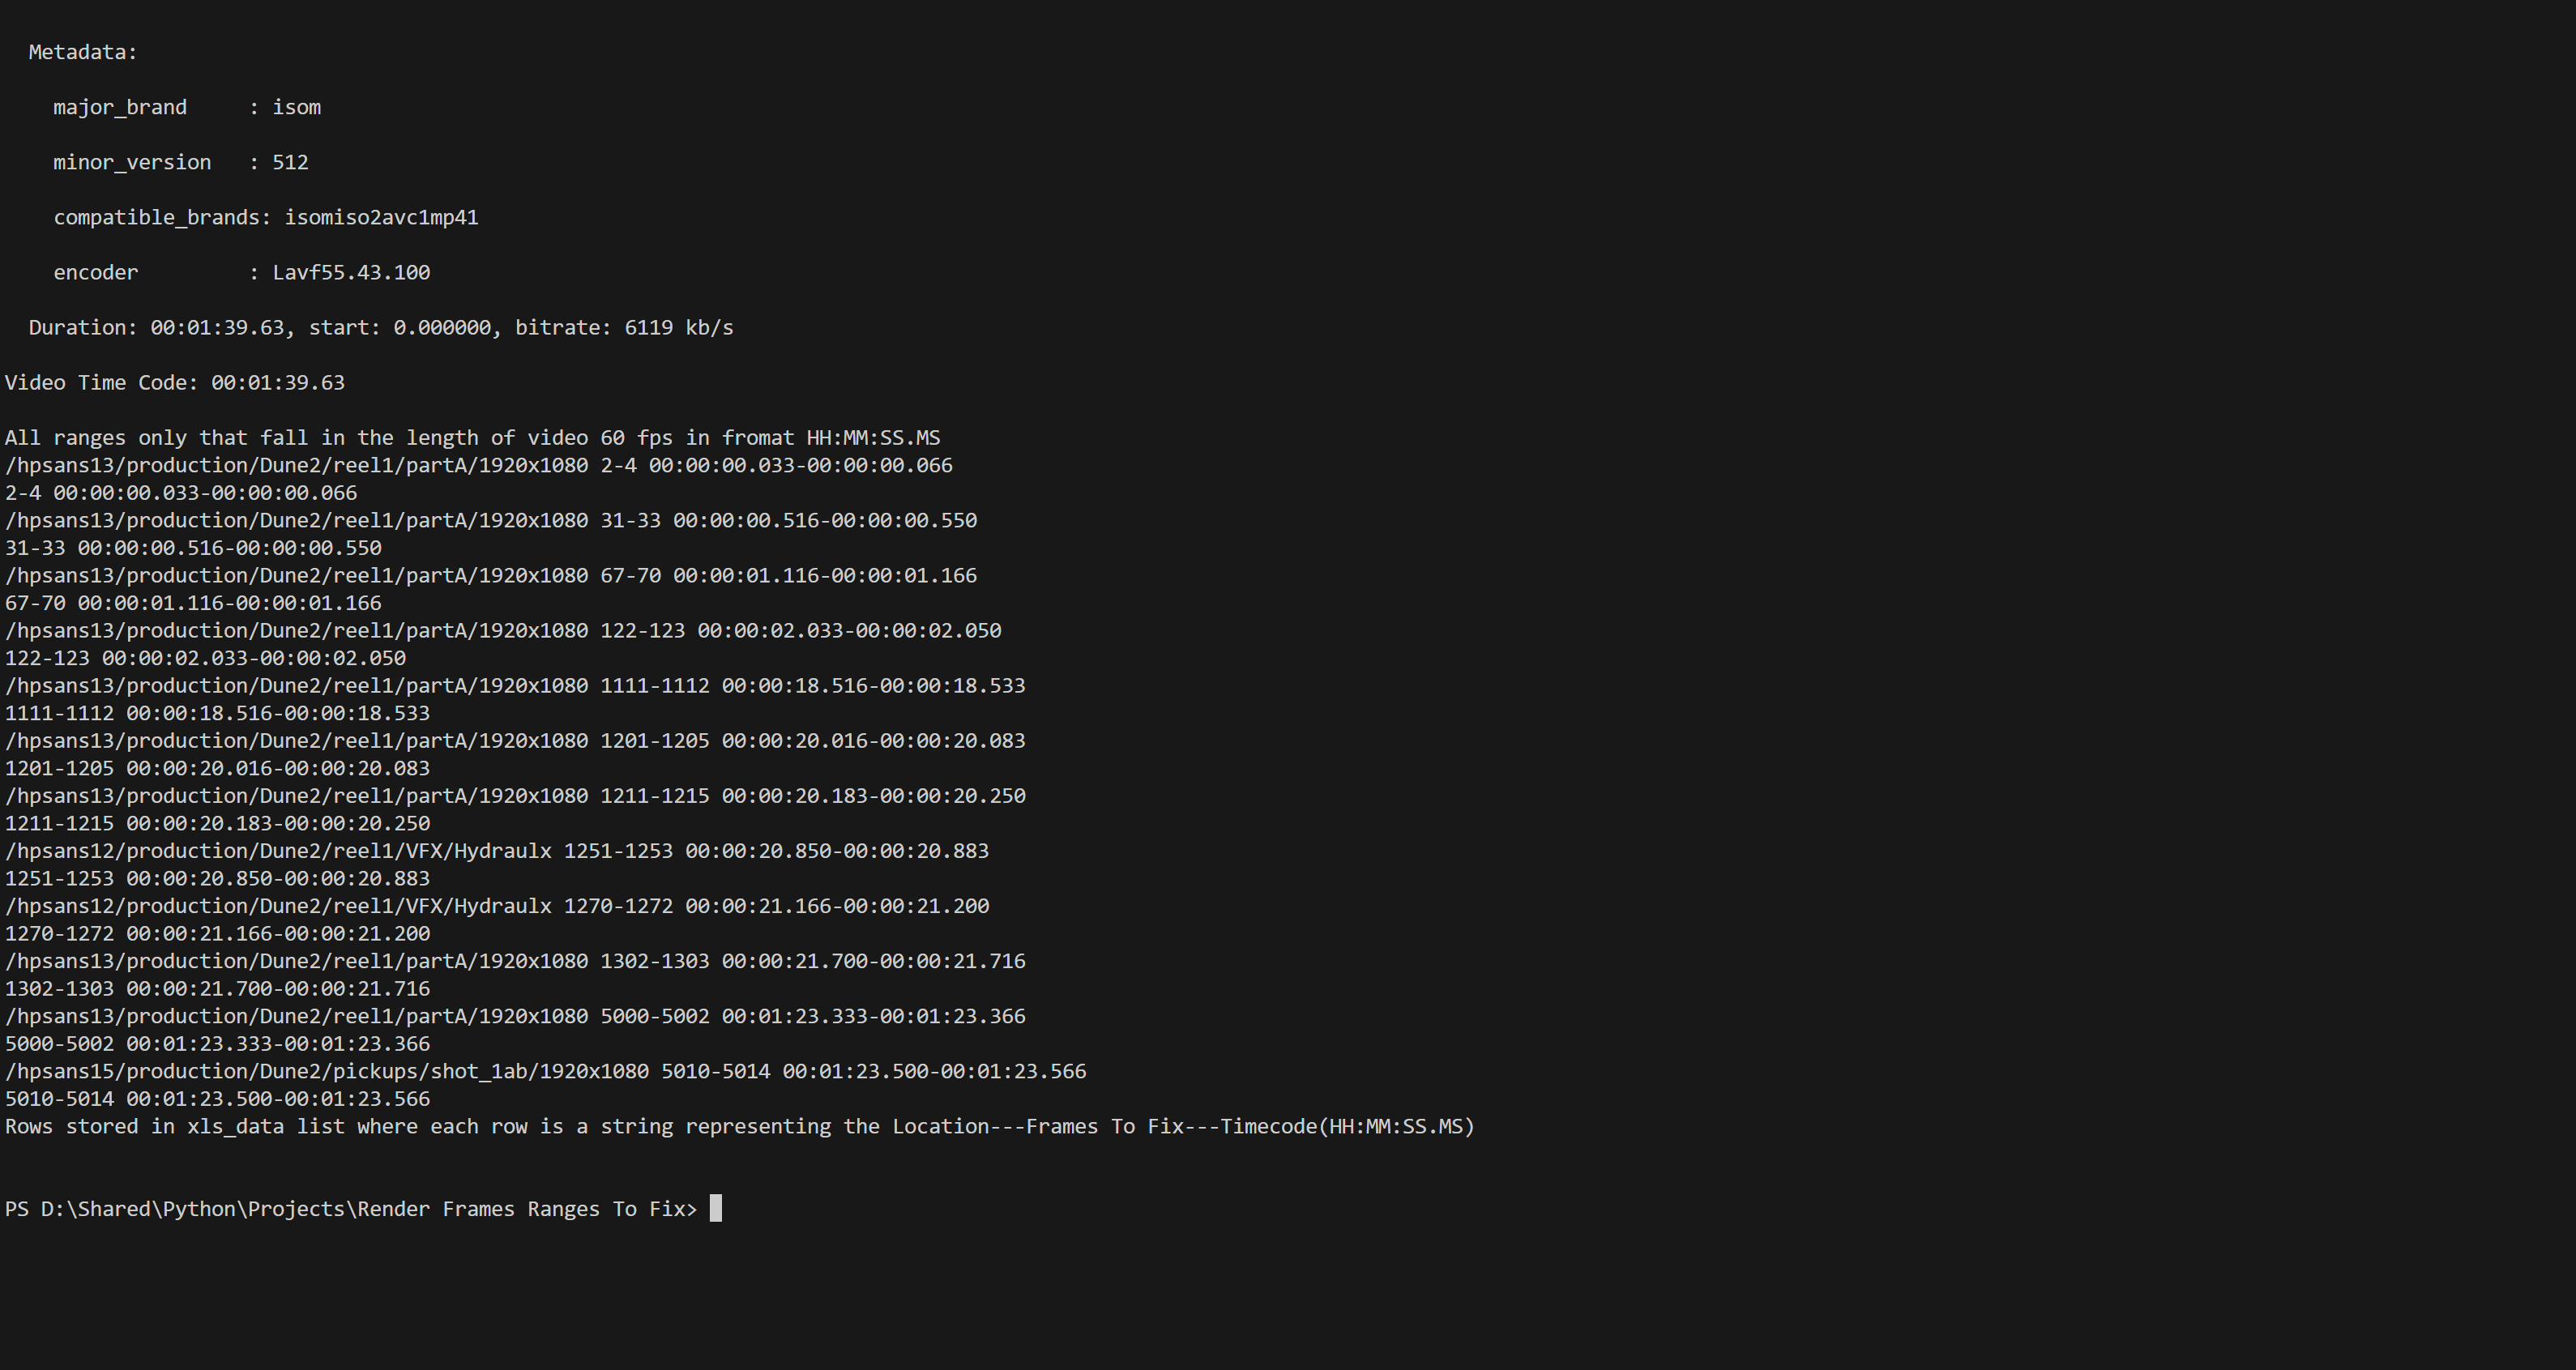 Metadata:
major_brand     : isom
minor_version   : 512
compatible_brands: isomiso2avc1mp41
encoder         : Lavf55.43.100
Duration: 00:01:39.63, start: 0.000000, bitrate: 6119 kb/s
Video Time Code: 00:01:39.63
All ranges only that fall in the length of video 60 fps in fromat HH:MM:SS.MS
/hpsans13/production/Dune2/reel1/partA/1920x1080 2-4 00:00:00.033-00:00:00.066
2-4 00:00:00.033-00:00:00.066
/hpsans13/production/Dune2/reel1/partA/1920x1080 31-33 00:00:00.516-00:00:00.550
31-33 00:00:00.516-00:00:00.550
/hpsans13/production/Dune2/reel1/partA/1920x1080 67-70 00:00:01.116-00:00:01.166
67-70 00:00:01.116-00:00:01.166
/hpsans13/production/Dune2/reel1/partA/1920x1080 122-123 00:00:02.033-00:00:02.050
122-123 00:00:02.033-00:00:02.050
/hpsans13/production/Dune2/reel1/partA/1920x1080 1111-1112 00:00:18.516-00:00:18.533
1111-1112 00:00:18.516-00:00:18.533
/hpsans13/production/Dune2/reel1/partA/1920x1080 1201-1205 00:00:20.016-00:00:20.083
1201-1205 00:00:20.016-00:00:20.083
/hpsans13/production/Dune2/reel1/partA/1920x1080 1211-1215 00:00:20.183-00:00:20.250
1211-1215 00:00:20.183-00:00:20.250
/hpsans12/production/Dune2/reel1/VFX/Hydraulx 1251-1253 00:00:20.850-00:00:20.883
1251-1253 00:00:20.850-00:00:20.883
/hpsans12/production/Dune2/reel1/VFX/Hydraulx 1270-1272 00:00:21.166-00:00:21.200
1270-1272 00:00:21.166-00:00:21.200
/hpsans13/production/Dune2/reel1/partA/1920x1080 1302-1303 00:00:21.700-00:00:21.716
1302-1303 00:00:21.700-00:00:21.716
/hpsans13/production/Dune2/reel1/partA/1920x1080 5000-5002 00:01:23.333-00:01:23.366
5000-5002 00:01:23.333-00:01:23.366
/hpsans15/production/Dune2/pickups/shot_1ab/1920x1080 5010-5014 00:01:23.500-00:01:23.566
5010-5014 00:01:23.500-00:01:23.566
Rows stored in xls_data list where each row is a string representing the Location---Frames To Fix---Timecode(HH:MM:SS.MS)
PS D:\Shared\Python\Projects\Render Frames Ranges To Fix>